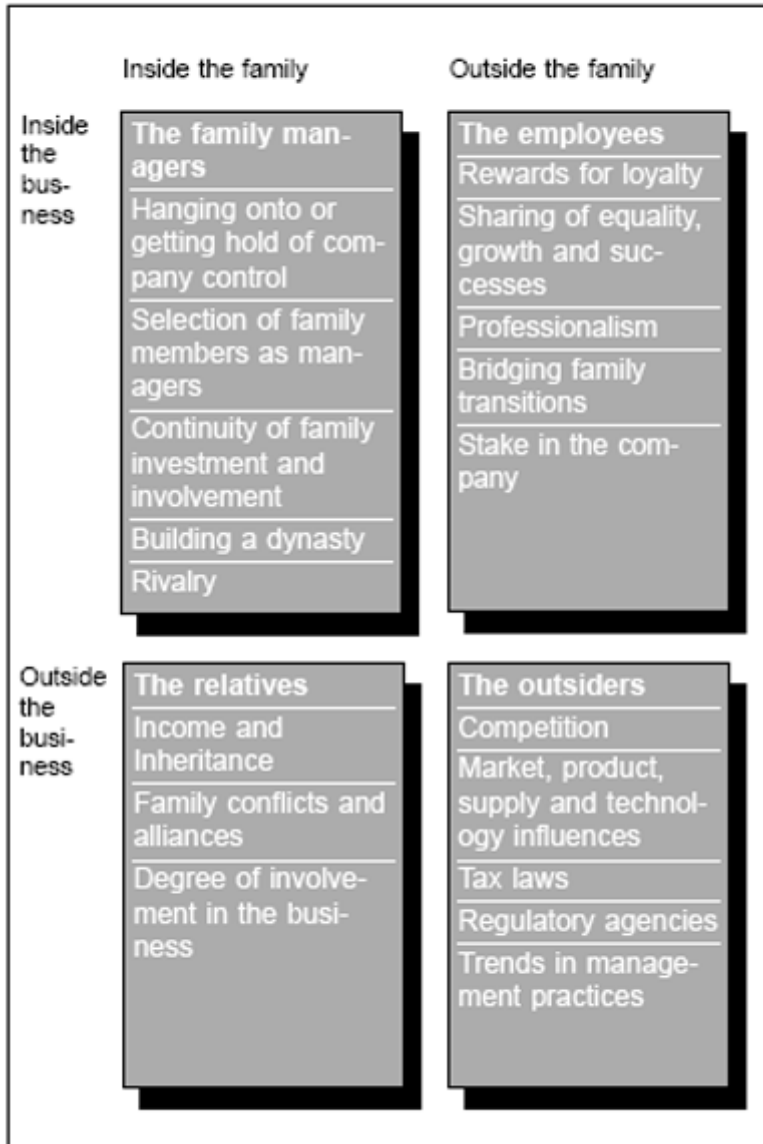 Inside the family
Outside the family
Inside
the
bus-
ness
The family man-
agers
Hanging onto or
getting hold of com-
pany control
Selection of family
members as man-
agers
Continuity of family
investment and
involvement
Building a dynasty
Rivalry
The employees
Rewards for loyalty
Sharing of equality,
growth and suc-
cesses
Professionalism
Bridging family
transitions
Stake in the com-
pany
Outside
the
busi-
ness
The relatives
Income and
Inheritance
Family conflicts and
alliances
Degree of involve-
ment in the busi-
ness
The outsiders
Competition
Market, product,
supply and technol-
ogy influences
Tax laws
Regulatory agencies
Trends in manage-
ment practices